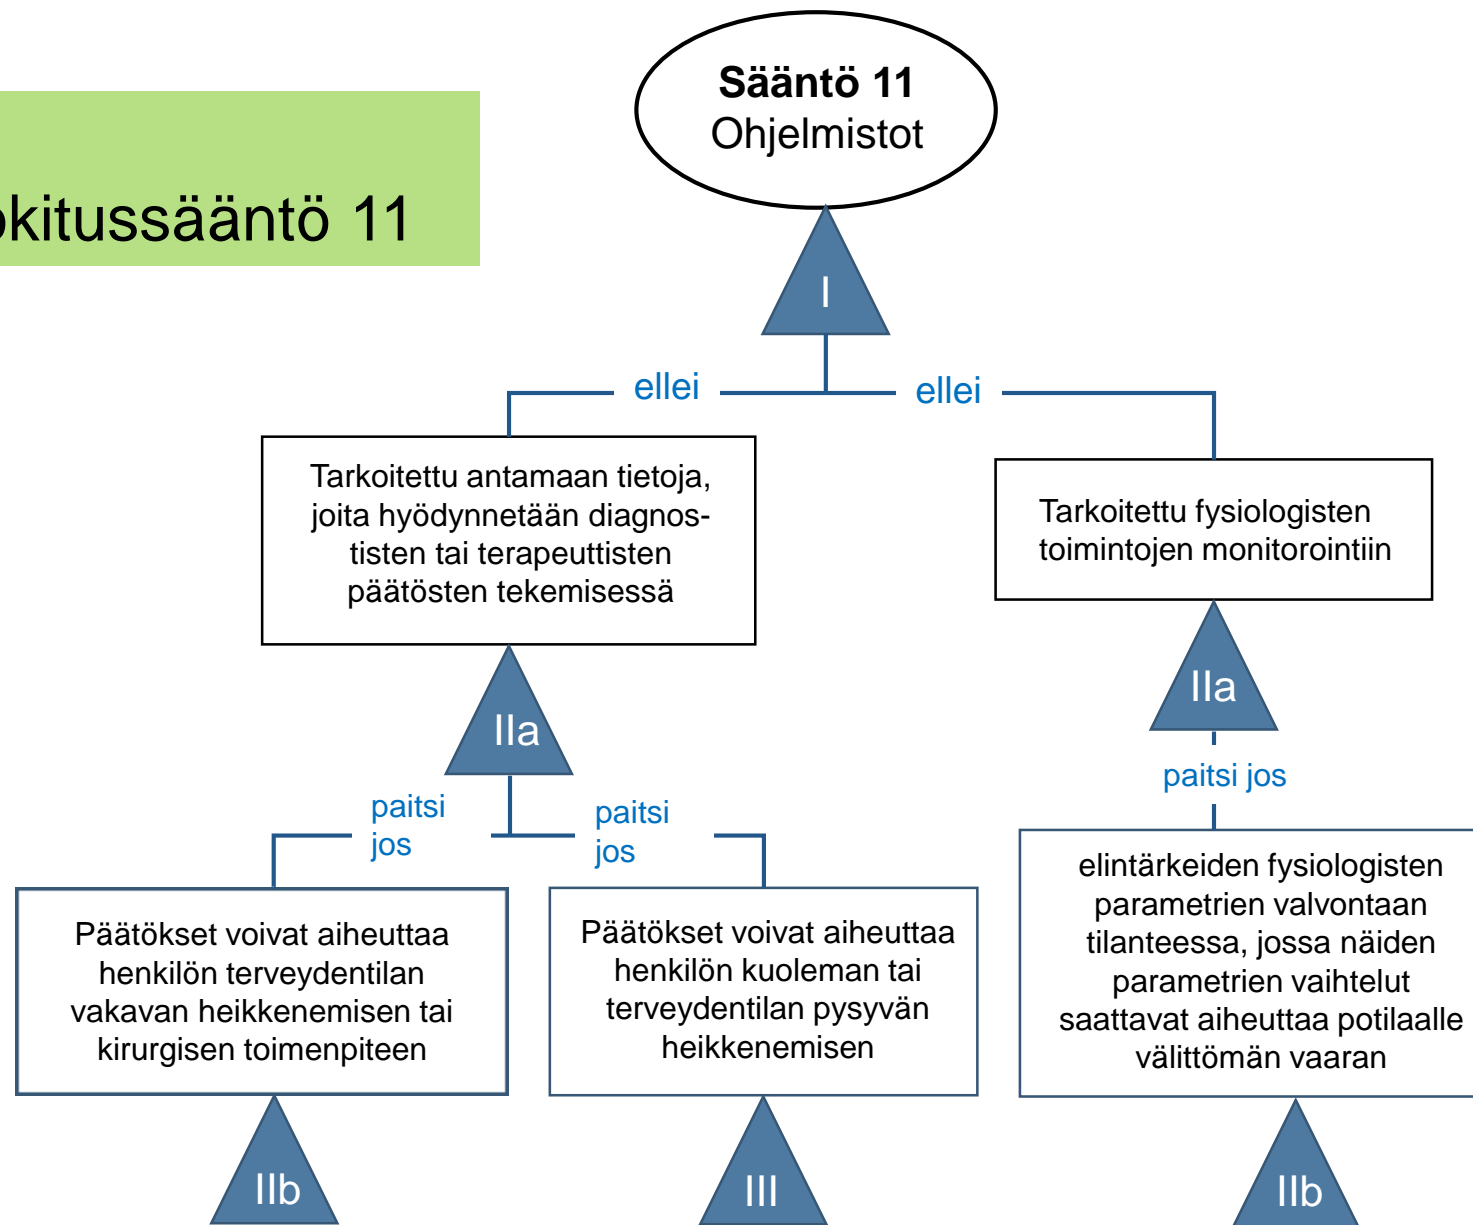 Sääntö 11
Ohjelmistot
okitussääntö 11
I
ellei
ellei
Tarkoitettu antamaan tietoja,
joita hyödynnetään diagnos-
tisten tai terapeuttisten
päätösten tekemisessä
Tarkoitettu fysiologisten
toimintojen monitorointiin
IIa
IIa
paitsi
jos
paitsi
jos
paitsi jos
Päätökset voivat aiheuttaa
henkilön terveydentilan
vakavan heikkenemisen tai
kirurgisen toimenpiteen
Päätökset voivat aiheuttaa
henkilön kuoleman tai
terveydentilan pysyvän
heikkenemisen
elintärkeiden fysiologisten
parametrien valvontaan
tilanteessa, jossa näiden
parametrien vaihtelut
saattavat aiheuttaa potilaalle
välittömän vaaran
IIb
III
IIb